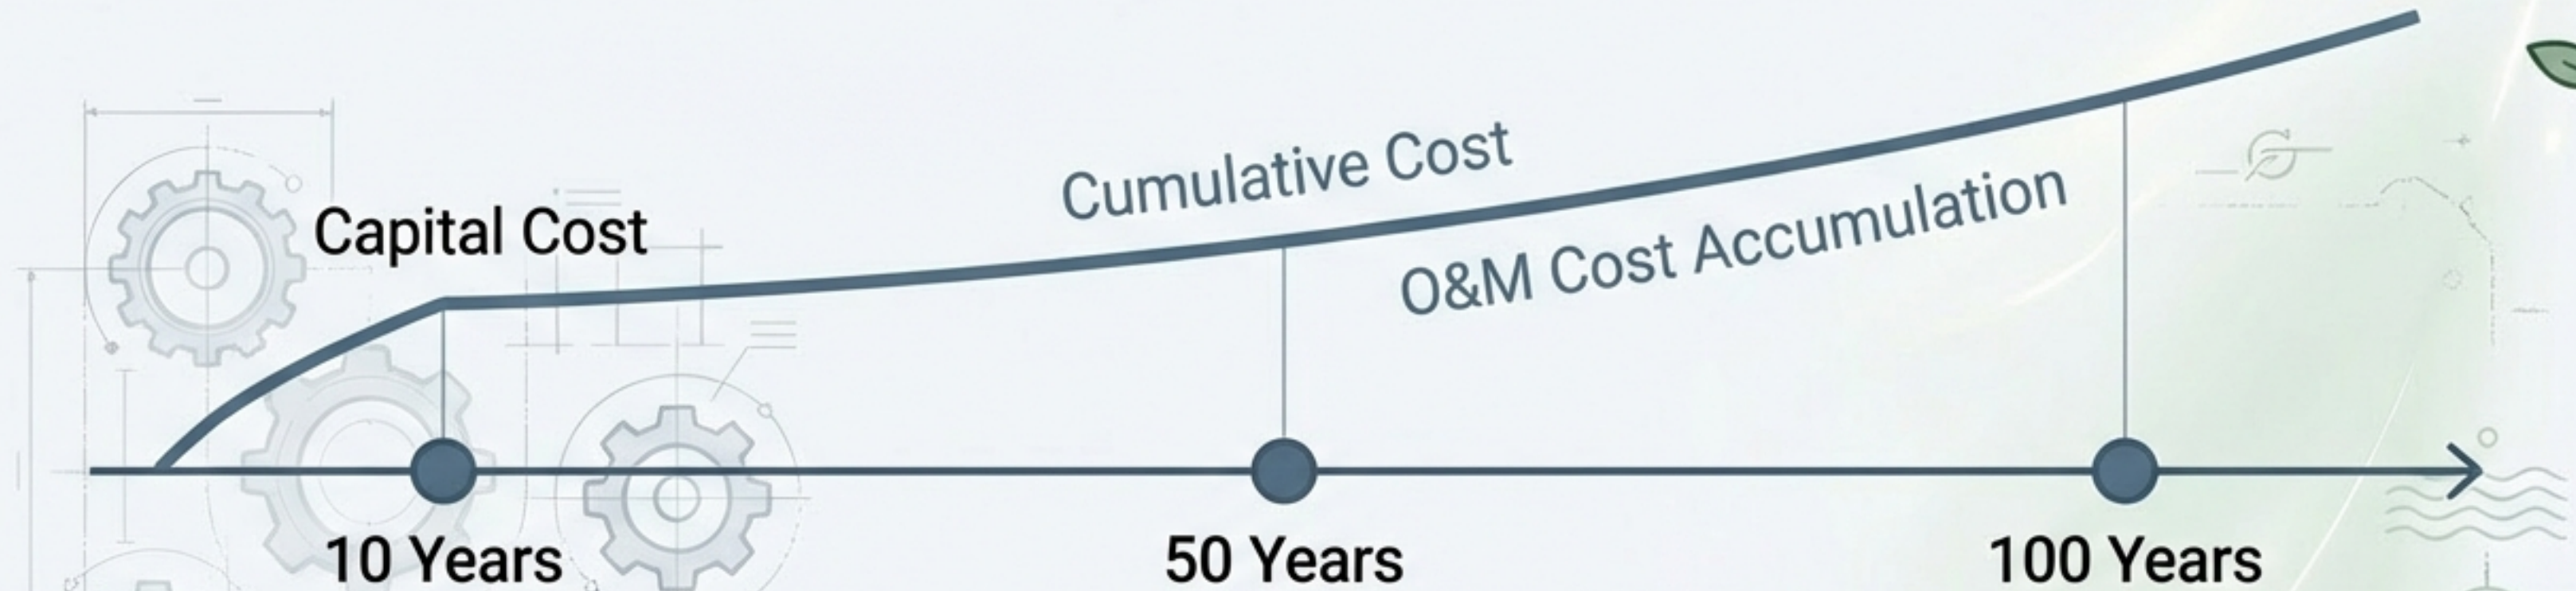 Capital Cost
Cumulative Cost
O&M Cost Accumulation
10 Years
50 Years
100 Years